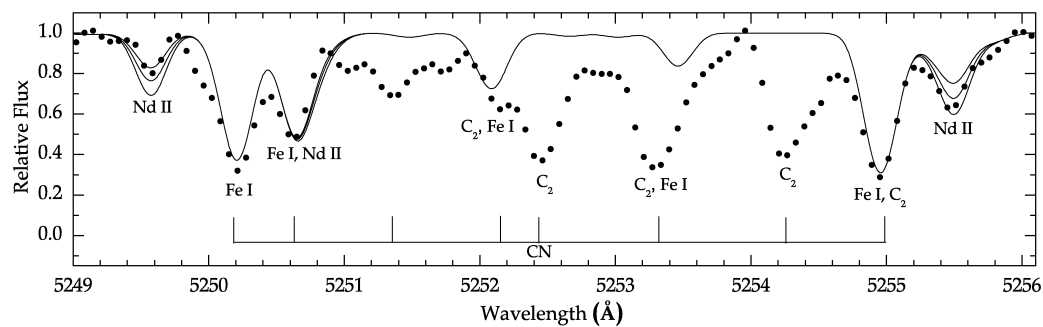 1.0
0.8
0.6
0.4
0.2
0.0
Relative Flux
Nd II
Fe I
Fe I, Nd II
C₂, Fe I
C₂
C₂, Fe I
C₂
Fe I, C₂
Nd II
CN
5249 5250 5251 5252 5253 5254 5255 5256
Wavelength (Å)